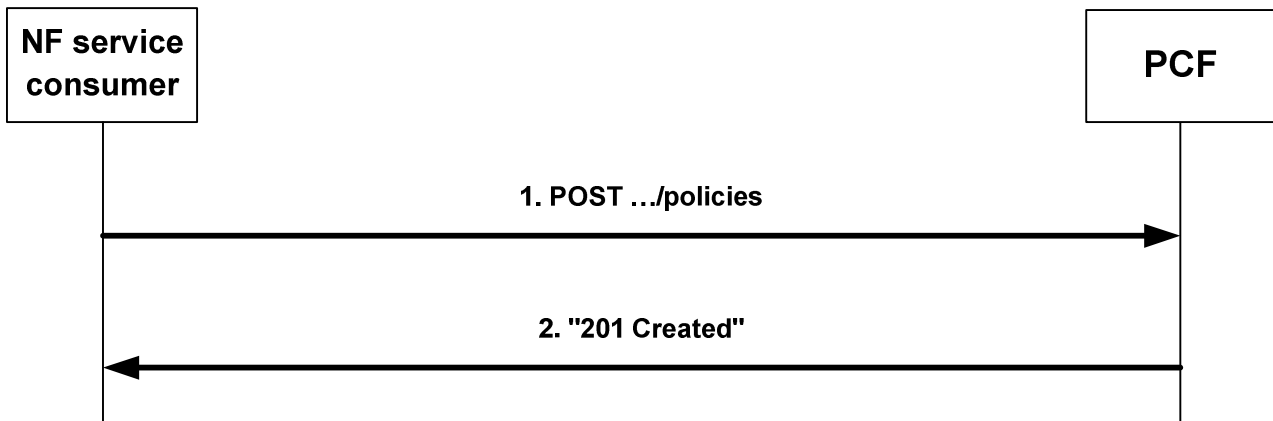 NF service
consumer
PCF
1. POST …/policies
2. "201 Created"